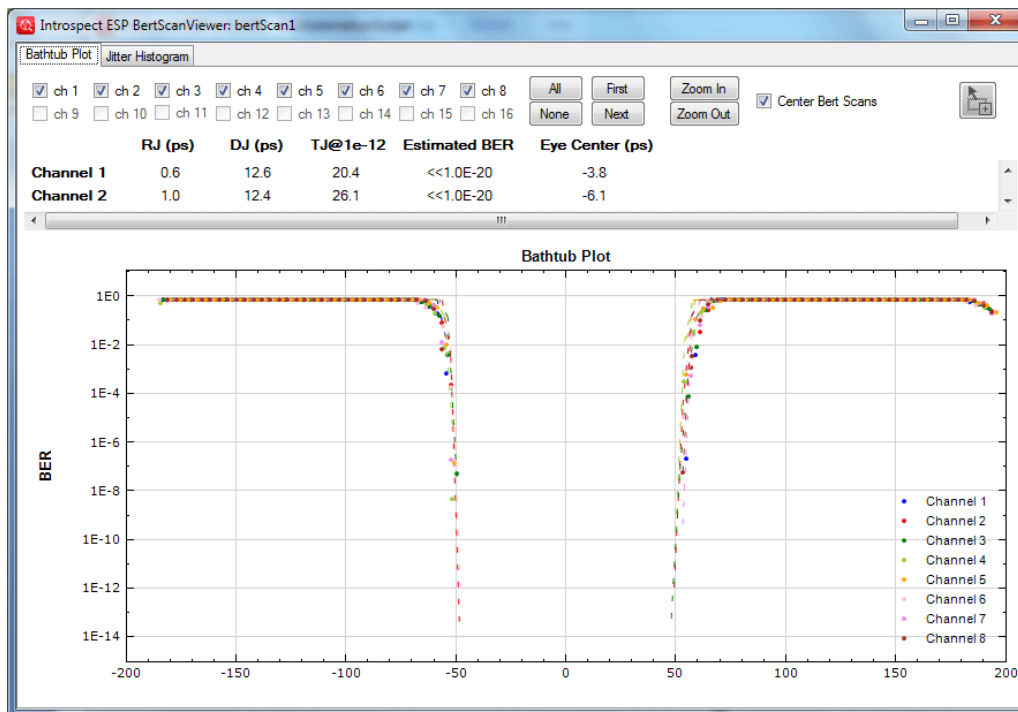 Introspect ESP BertScanViewer: bertScan1
Bathtub Plot Jitter Histogram
ch 1 ch 2 ch 3 ch 4 ch 5 ch 6 ch 7 ch 8 All First Zoom In
Center Bert Scans
ch 9 ch 10 ch 11 ch 12 ch 13 ch 14 ch 15 ch 16 None Next Zoom Out
RJ (ps) DJ (ps) TJ@1e-12 Estimated BER Eye Center (ps)
Channel 1 0.6 12.6 20.4 <<1.0E-20 -3.8
Channel 2 1.0 12.4 26.1 <<1.0E-20 -6.1
Bathtub Plot
1E0
1E-2
1E-4
1E-6
1E-8
1E-10
1E-12
1E-14
BER
Channel 1
Channel 2
Channel 3
Channel 4
Channel 5
Channel 6
Channel 7
Channel 8
-200 -150 -100 -50 0 50 100 150 200